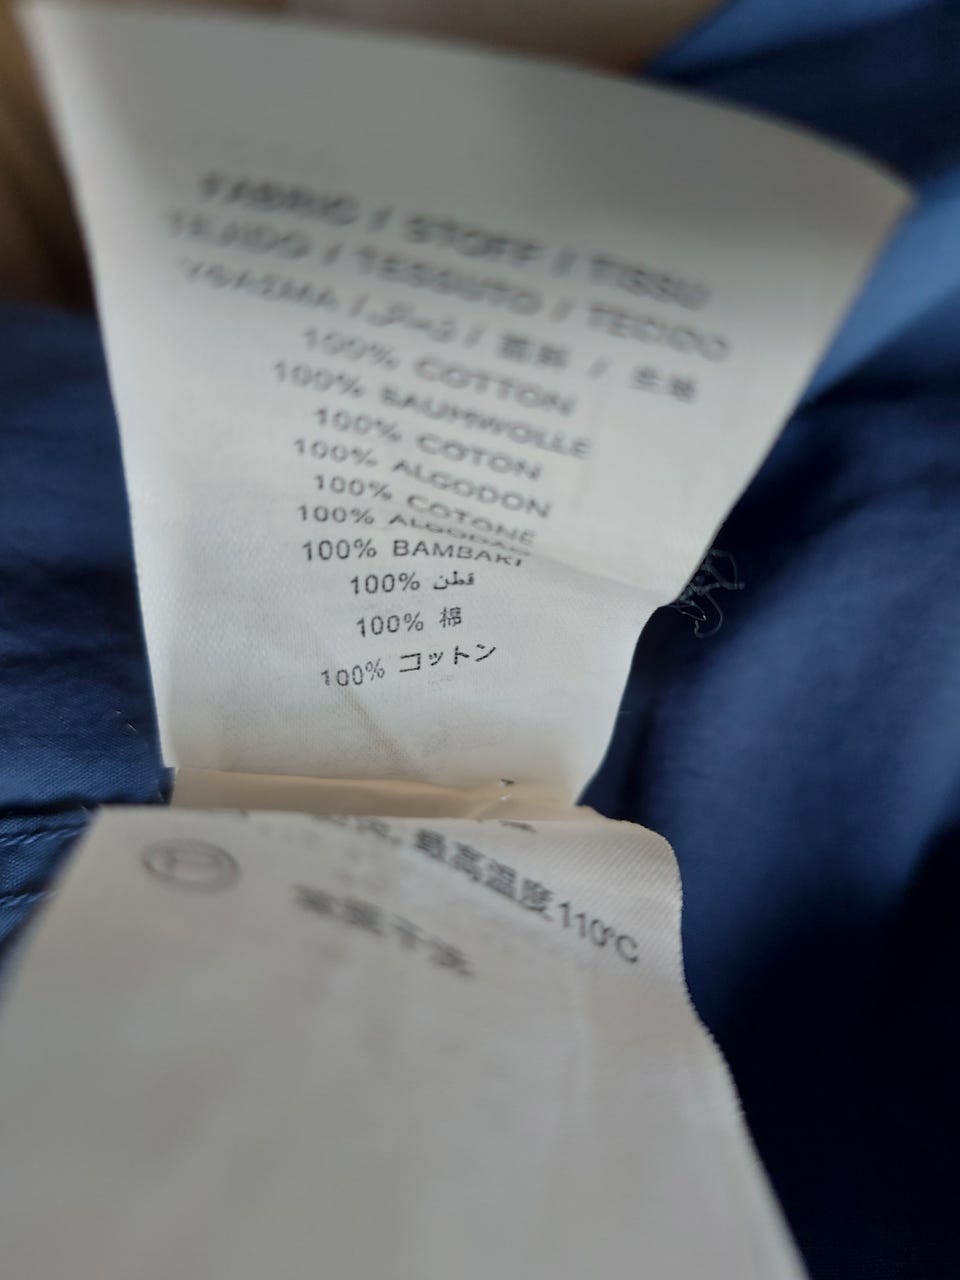 FABRIC / STOFF / TISSU
TEJIDO / TESSUTO / TECIDO
/ 面料 / 生地
100% COTTON
100% BAUMWOLLE
100% COTON
100% ALGODON
100% COTONE
100% ALGODAO
100% BAMBAKI
100% قطن
100% 棉
100% コットン
最高温度110°C
P